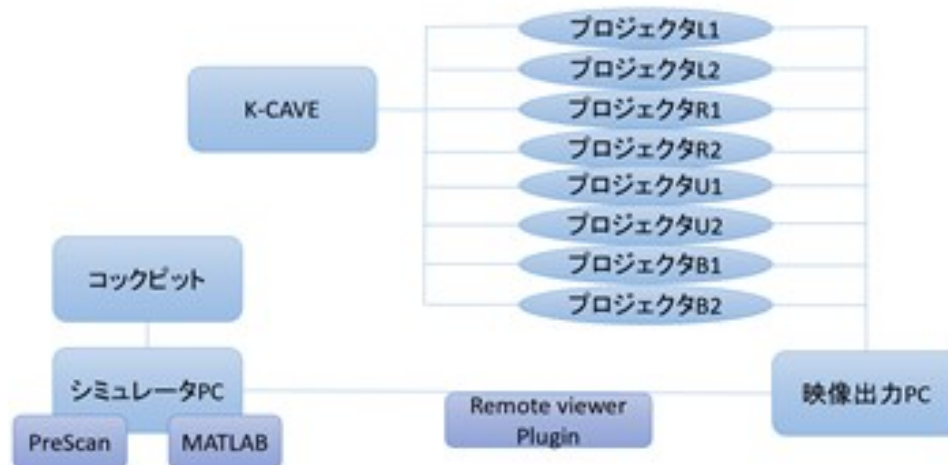 プロジェクタL1
プロジェクタL2
プロジェクタR1
プロジェクタR2
プロジェクタU1
プロジェクタU2
プロジェクタB1
プロジェクタB2
K-CAVE
コックピット
シミュレータPC
PreScan
MATLAB
Remote viewer
Plugin
映像出力PC